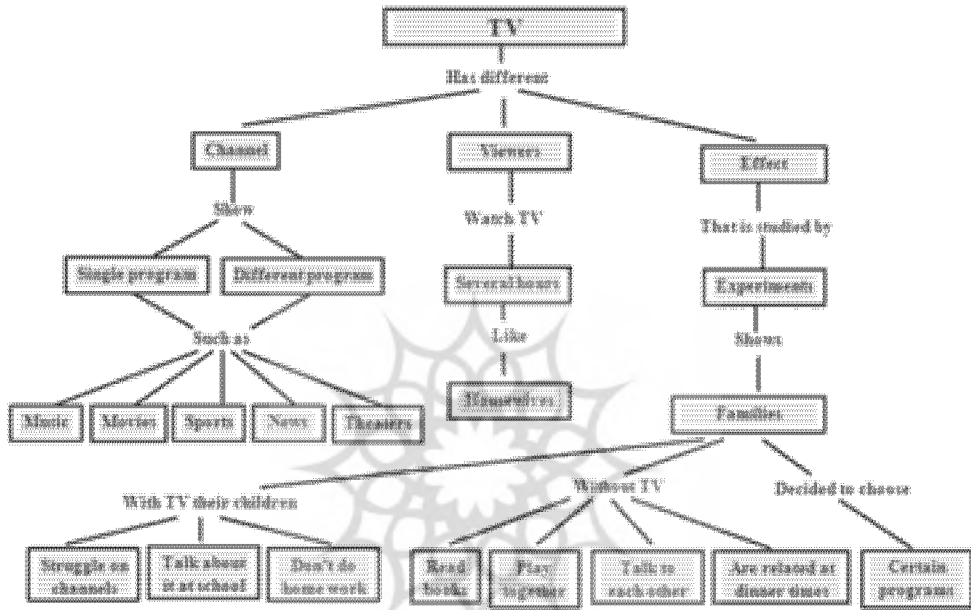 TV
Has different
Channel
Viewers
Effect
Show
Watch TV
That is studied by
Single program
Different program
Several hours
Experiments
Such as
Like
Shows
Music
Movies
Sports
News
Theaters
Housewives
Families
With TV their children
Without TV
Decided to choose
Struggle on
channels
Talk about
it at school
Don't do
home work
Read
books
Play
together
Talk to
each other
Are related at
dinner times
Certain
programs